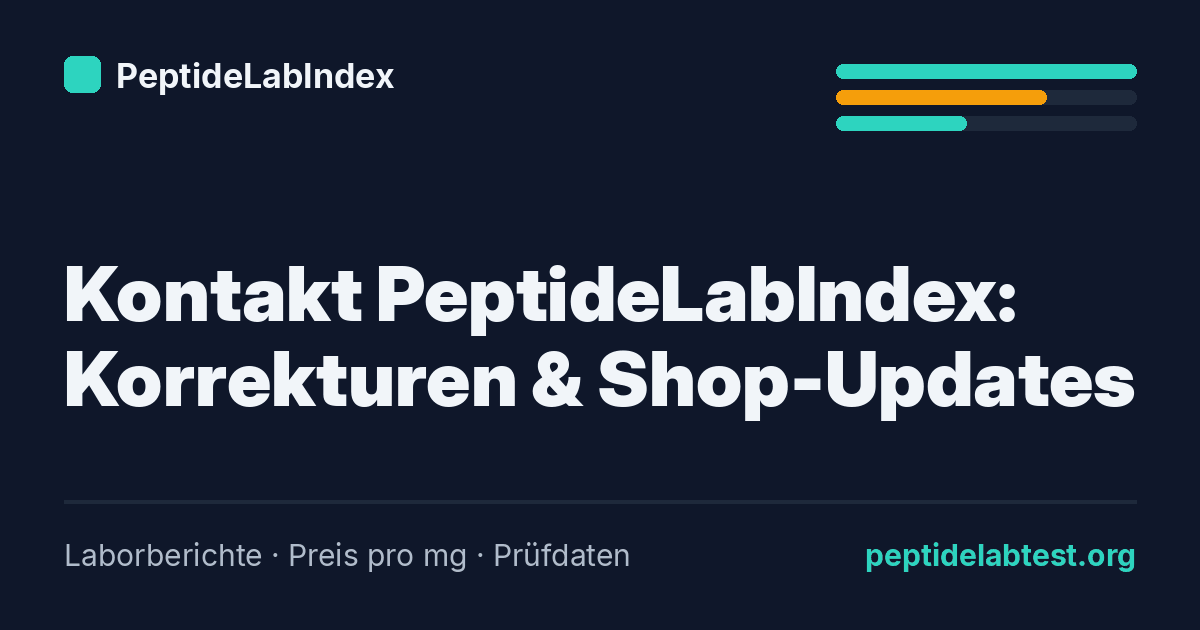 PeptideLabIndex
Kontakt PeptideLabIndex:
Korrekturen & Shop-Updates
Laborberichte · Preis pro mg · Prüfdaten
peptidelabtest.org